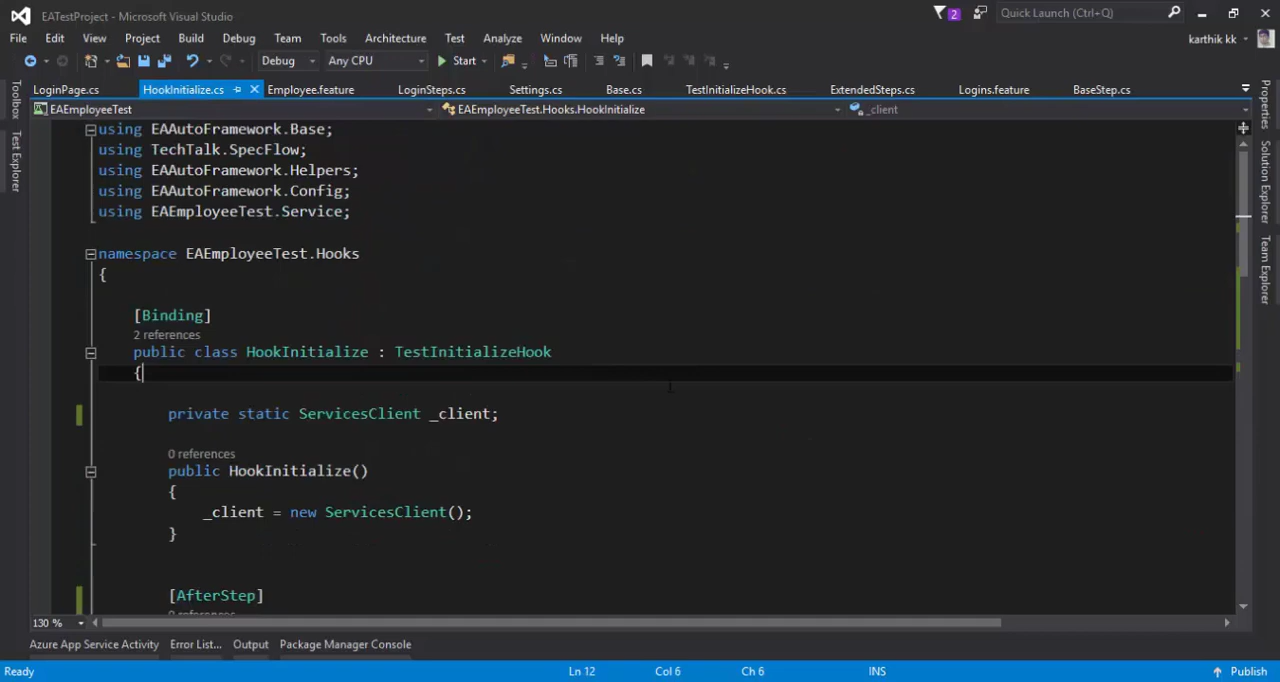 EATestProject - Microsoft Visual Studio
2
Quick Launch (Ctrl+Q)
File Edit View Project Build Debug Team Tools Architecture Test Analyze Window Help
karthik kk
Debug Any CPU Start
LoginPage.cs HookInitialize.cs Employee.feature LoginSteps.cs Settings.cs Base.cs TestInitializeHook.cs ExtendedSteps.cs Logins.feature BaseStep.cs
EAEmployeeTest EAEmployeeTest.Hooks.HookInitialize _client
Toolbox
Test Explorer
using EAAutoFramework.Base;
using TechTalk.SpecFlow;
using EAAutoFramework.Helpers;
using EAAutoFramework.Config;
using EAEmployeeTest.Service;
namespace EAEmployeeTest.Hooks
{
[Binding]
2 references
public class HookInitialize : TestInitializeHook
{
private static ServicesClient _client;
0 references
public HookInitialize()
{
_client = new ServicesClient();
}
[AfterStep]
0 references
Properties
Solution Explorer
Team Explorer
130 %
Azure App Service Activity Error List... Output Package Manager Console
Ready Ln 12 Col 6 Ch 6 INS Publish